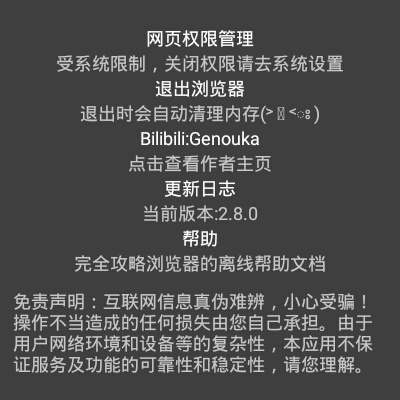 网页权限管理
受系统限制，关闭权限请去系统设置
退出浏览器
退出时会自动清理内存(˃ ˂ഃ )
Bilibili:Genouka
点击查看作者主页
更新日志
当前版本:2.8.0
帮助
完全攻略浏览器的离线帮助文档
免责声明：互联网信息真伪难辨，小心受骗！
操作不当造成的任何损失由您自己承担。由于
用户网络环境和设备等的复杂性，本应用不保
证服务及功能的可靠性和稳定性，请您理解。